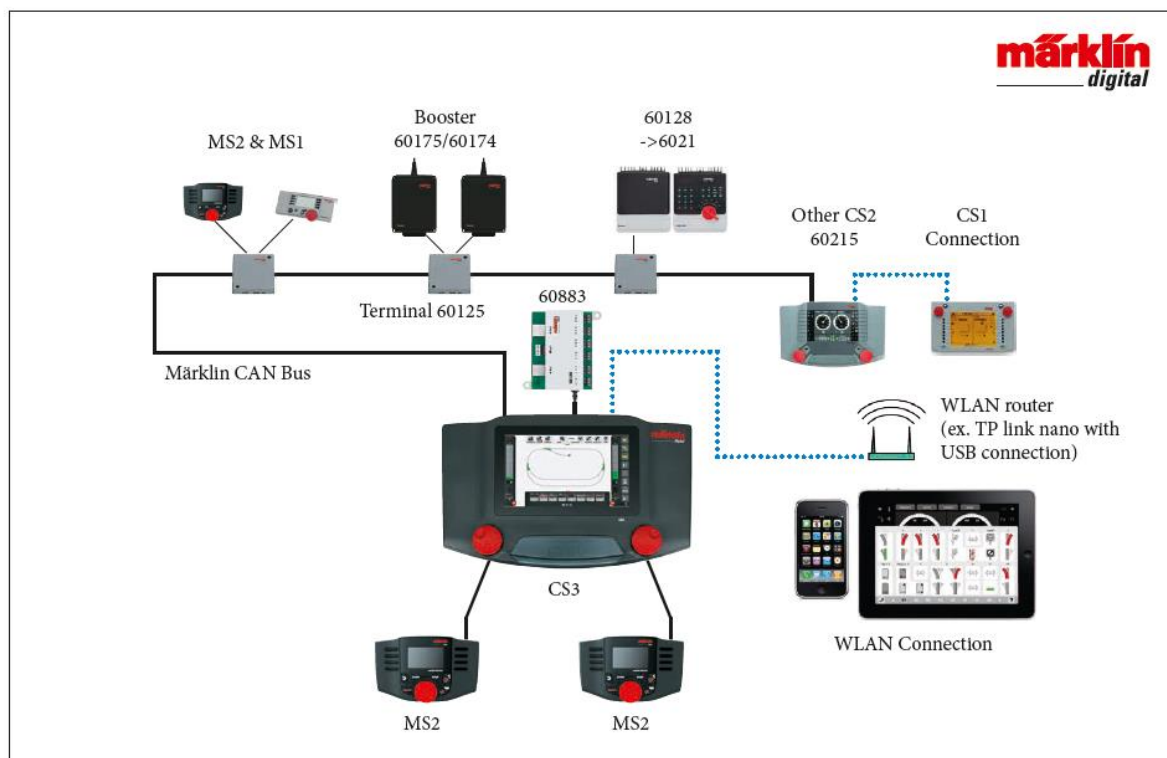 märklin
digital
Booster
60175/60174
60128
->6021
MS2 & MS1
Other CS2
60215
CS1
Connection
60883
Terminal 60125
Märklin CAN Bus
WLAN router
(ex. TP link nano with
USB connection)
CS3
WLAN Connection
MS2
MS2